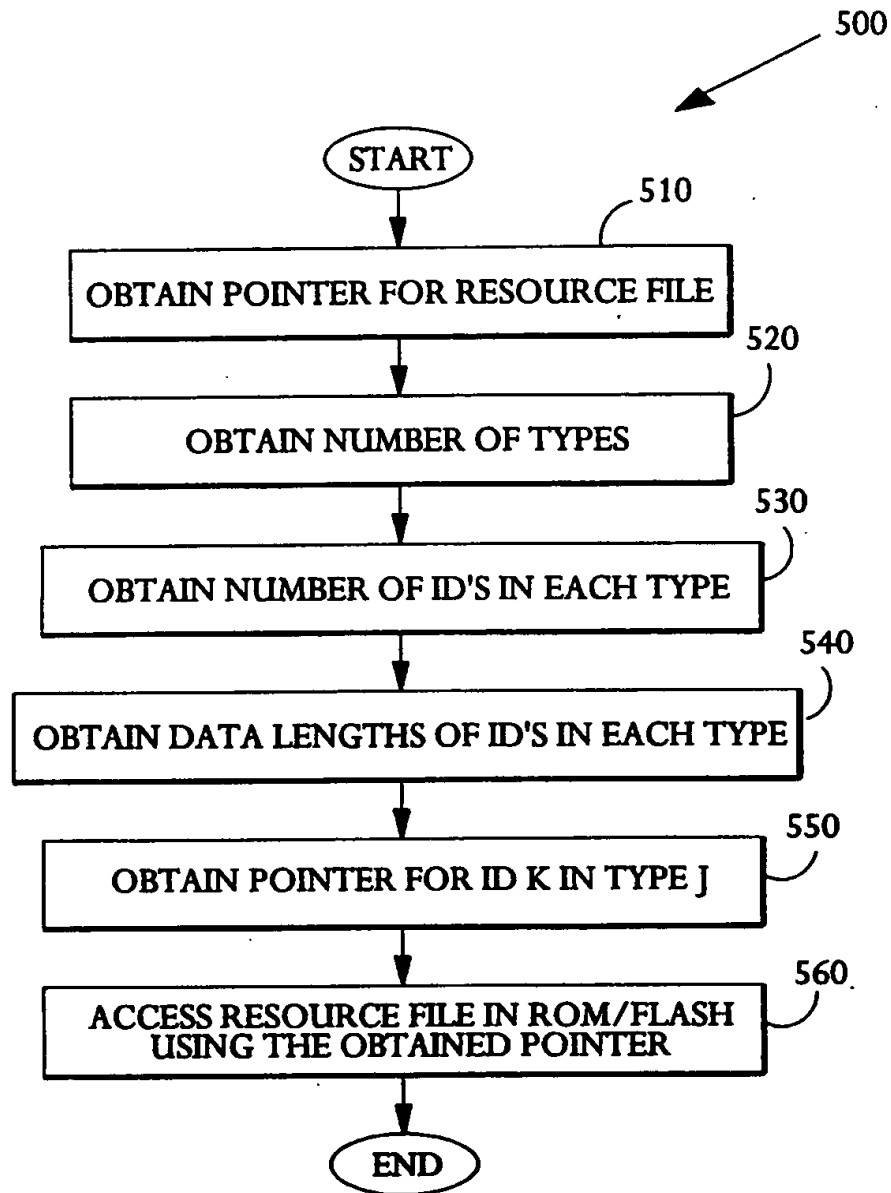 500
START
510
OBTAIN POINTER FOR RESOURCE FILE
520
OBTAIN NUMBER OF TYPES
530
OBTAIN NUMBER OF ID'S IN EACH TYPE
540
OBTAIN DATA LENGTHS OF ID'S IN EACH TYPE
550
OBTAIN POINTER FOR ID K IN TYPE J
560
ACCESS RESOURCE FILE IN ROM/FLASH
USING THE OBTAINED POINTER
END